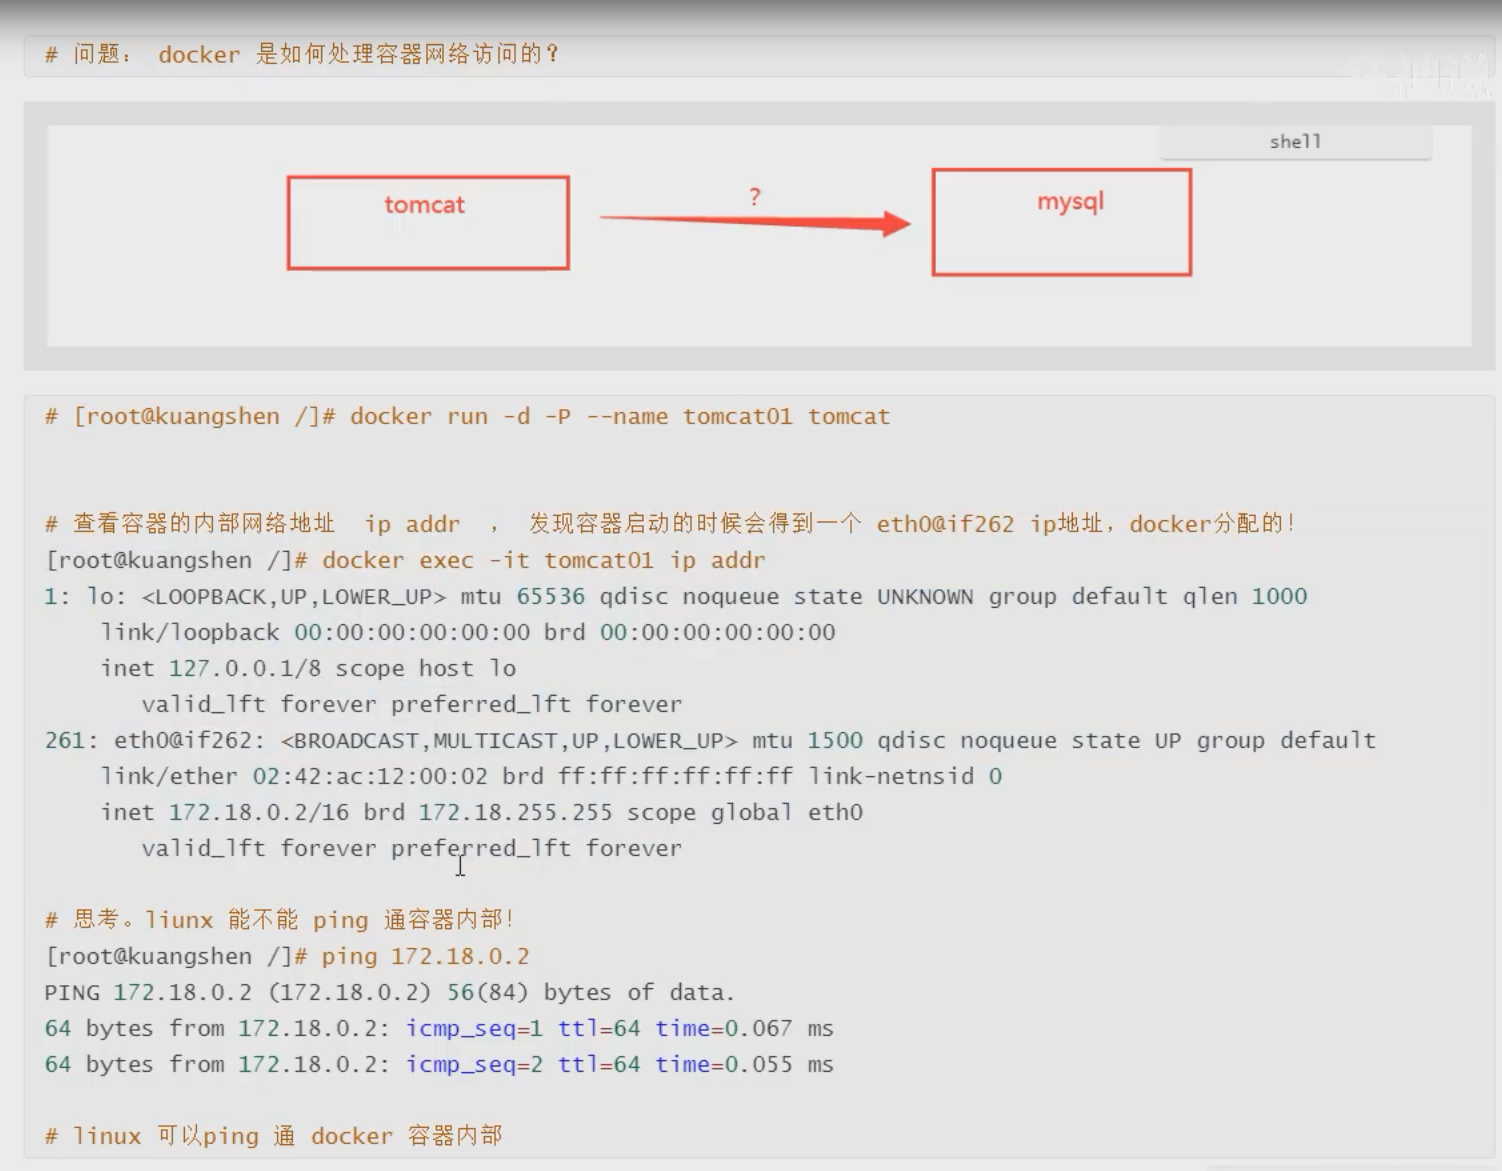 # 问题： docker 是如何处理容器网络访问的？
shell
tomcat
?
mysql
# [root@kuangshen /]# docker run -d -P --name tomcat01 tomcat
# 查看容器的内部网络地址 ip addr ， 发现容器启动的时候会得到一个 eth0@if262 ip地址，docker分配的！
[root@kuangshen /]# docker exec -it tomcat01 ip addr
1: lo: <LOOPBACK,UP,LOWER_UP> mtu 65536 qdisc noqueue state UNKNOWN group default qlen 1000
link/loopback 00:00:00:00:00:00 brd 00:00:00:00:00:00
inet 127.0.0.1/8 scope host lo
valid_lft forever preferred_lft forever
261: eth0@if262: <BROADCAST,MULTICAST,UP,LOWER_UP> mtu 1500 qdisc noqueue state UP group default
link/ether 02:42:ac:12:00:02 brd ff:ff:ff:ff:ff:ff link-netnsid 0
inet 172.18.0.2/16 brd 172.18.255.255 scope global eth0
valid_lft forever preferred_lft forever
# 思考。liunx 能不能 ping 通容器内部！
[root@kuangshen /]# ping 172.18.0.2
PING 172.18.0.2 (172.18.0.2) 56(84) bytes of data.
64 bytes from 172.18.0.2: icmp_seq=1 ttl=64 time=0.067 ms
64 bytes from 172.18.0.2: icmp_seq=2 ttl=64 time=0.055 ms
# linux 可以ping 通 docker 容器内部